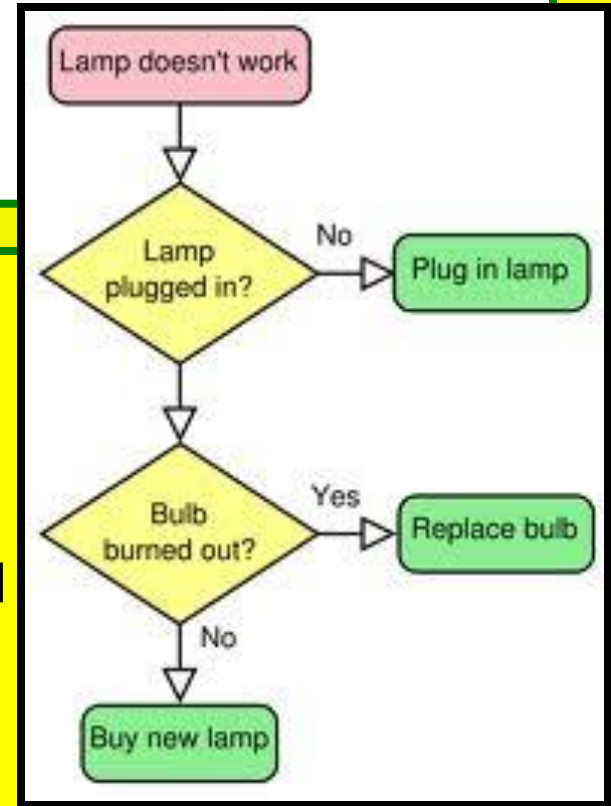 Lamp doesn't work
Lamp
plugged in?
No
Plug in lamp
Bulb
burned out?
Yes
Replace bulb
No
Buy new lamp